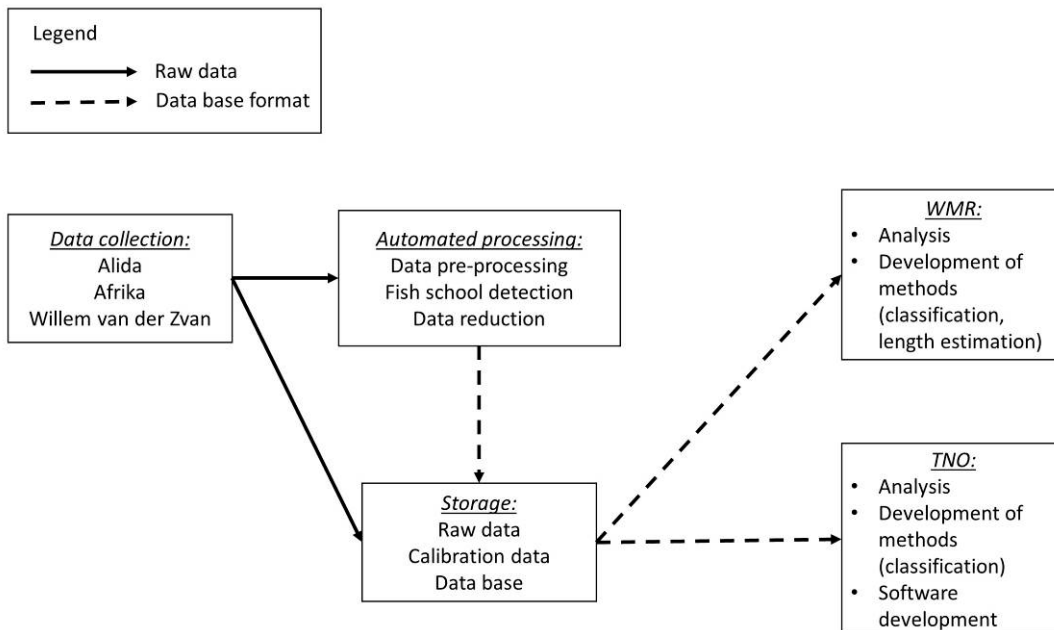 Legend
Raw data
Data base format
Data collection:
Alida
Afrika
Willem van der Zvan
Automated processing:
Data pre-processing
Fish school detection
Data reduction
WMR:
• Analysis
• Development of
methods
(classification,
length estimation)
Storage:
Raw data
Calibration data
Data base
TNO:
• Analysis
• Development of
methods
(classification)
• Software
development